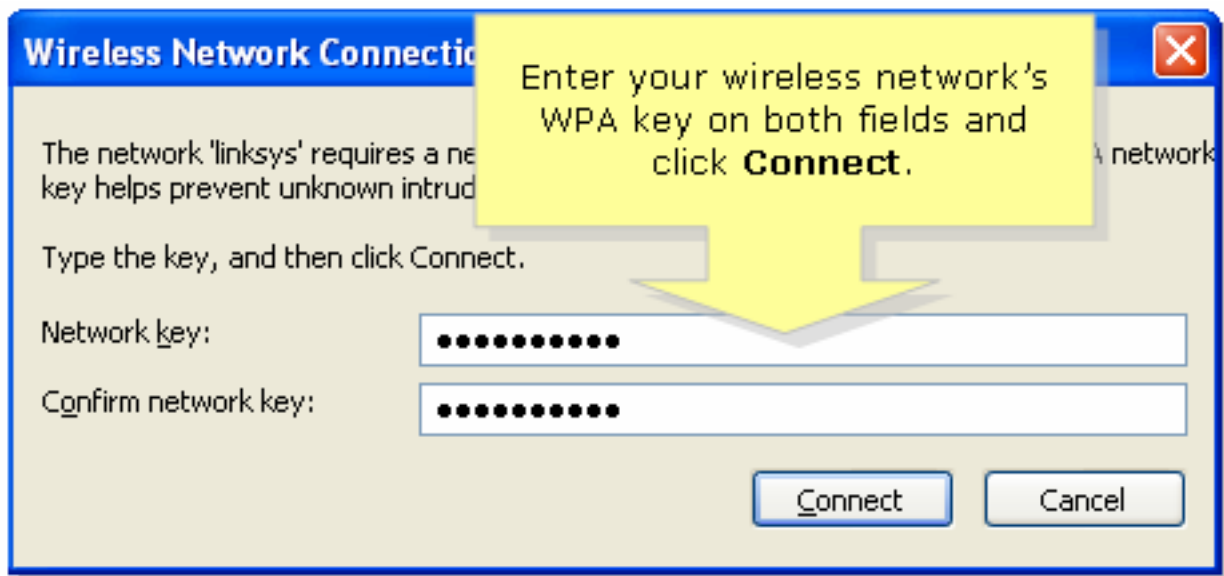 Wireless Network Connectio
Enter your wireless network's
WPA key on both fields and
click Connect.
The network 'linksys' requires a ne network
key helps prevent unknown intrud
Type the key, and then click Connect.
Network key:
••••••••••
Confirm network key:
••••••••••
Connect
Cancel